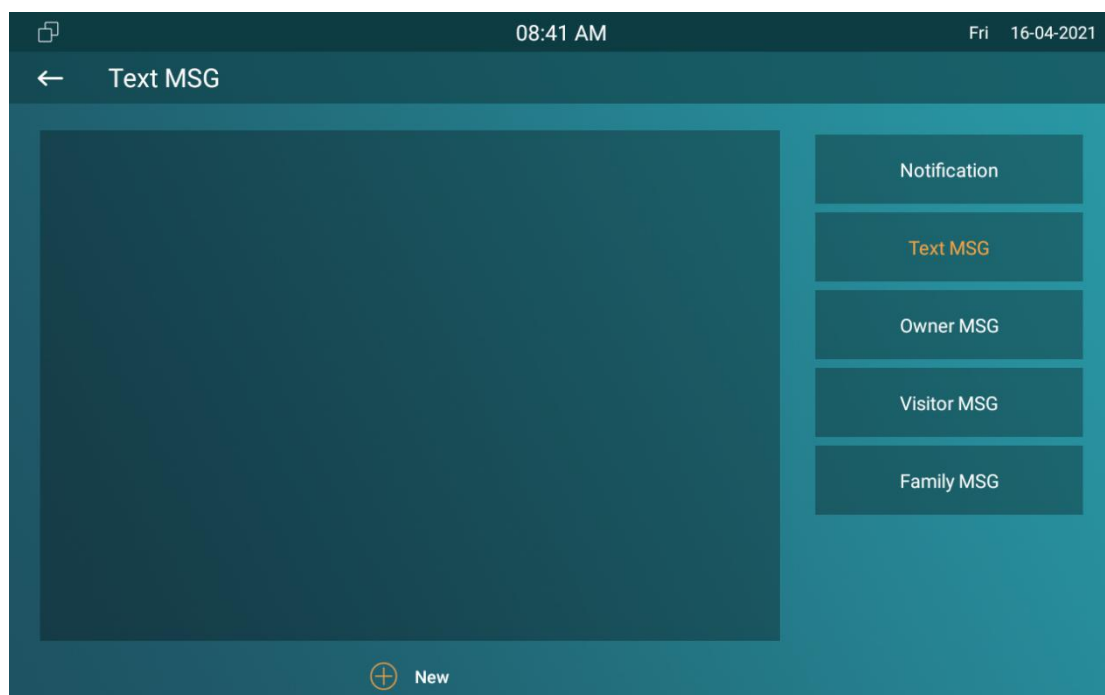 08:41 AM
Fri 16-04-2021
Text MSG
Notification
Text MSG
Owner MSG
Visitor MSG
Family MSG
New